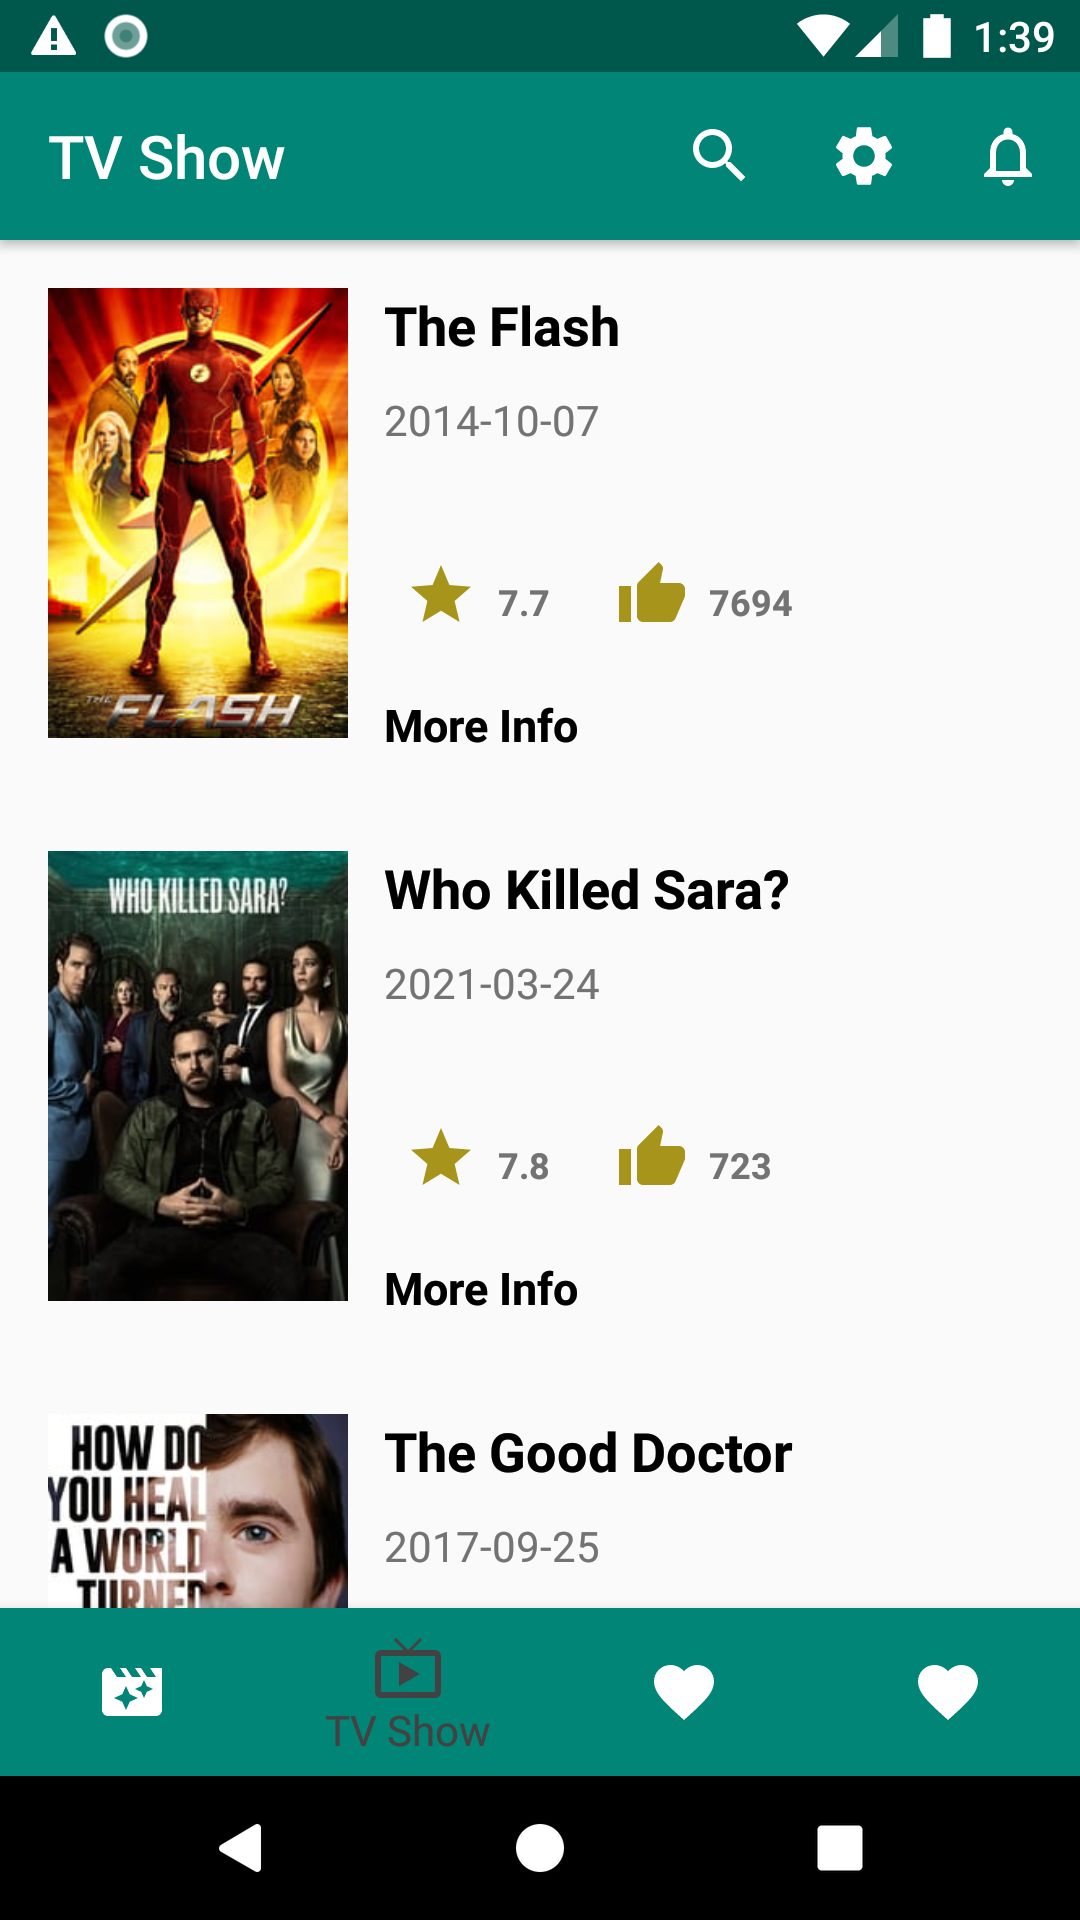 1:39
TV Show
The Flash
2014-10-07
7.7
7694
THE FLASH
More Info
WHO KILLED SARA?
Who Killed Sara?
2021-03-24
7.8
723
More Info
HOW DO
YOU HEAL
A WORLD
TURNED
The Good Doctor
2017-09-25
TV Show